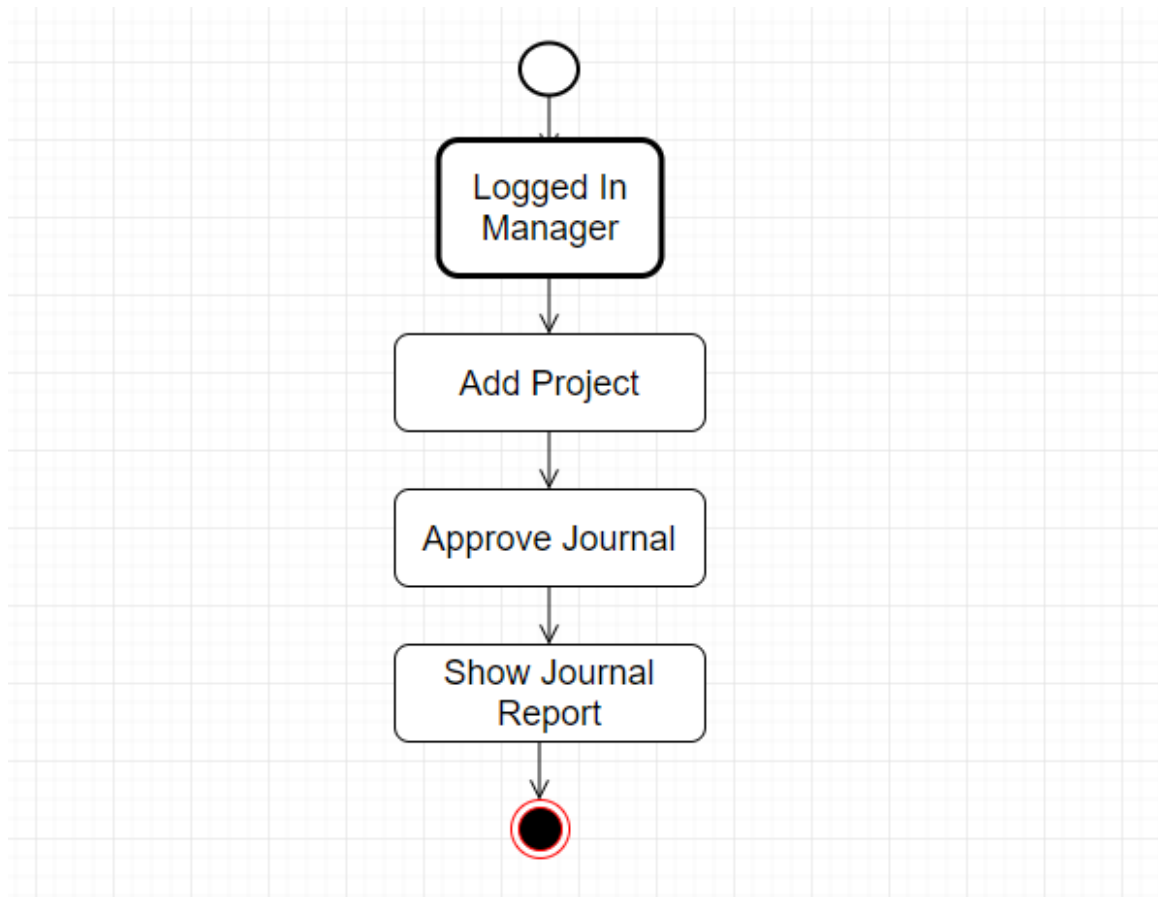 Logged In
Manager
Add Project
Approve Journal
Show Journal
Report